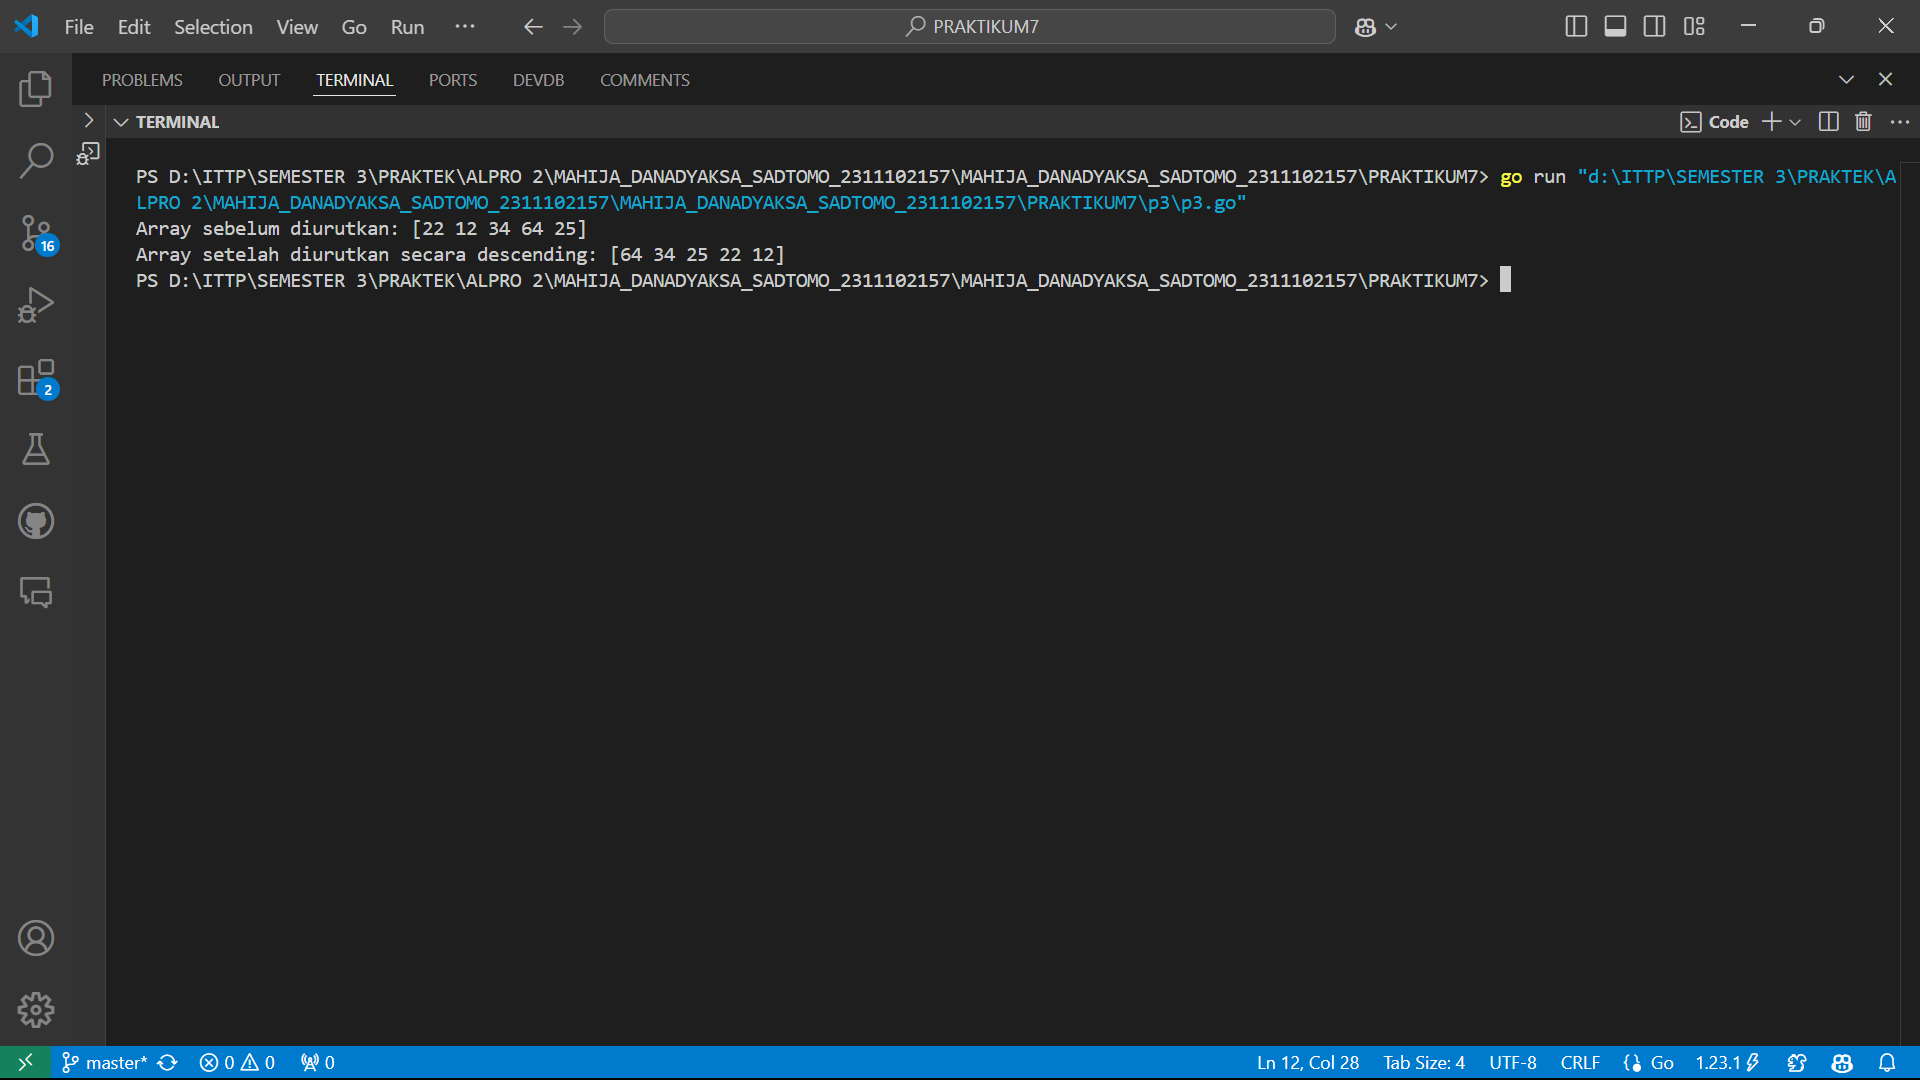 File Edit Selection View Go Run ··· PRAKTIKUM7
PROBLEMS OUTPUT TERMINAL PORTS DEVDB COMMENTS
TERMINAL Code
PS D:\ITTP\SEMESTER 3\PRAKTEK\ALPRO 2\MAHIJA_DANADYAKSA_SADTOMO_2311102157\MAHIJA_DANADYAKSA_SADTOMO_2311102157\PRAKTIKUM7> go run "d:\ITTP\SEMESTER 3\PRAKTEK\A
LPRO 2\MAHIJA_DANADYAKSA_SADTOMO_2311102157\MAHIJA_DANADYAKSA_SADTOMO_2311102157\PRAKTIKUM7\p3\p3.go"
Array sebelum diurutkan: [22 12 34 64 25]
Array setelah diurutkan secara descending: [64 34 25 22 12]
PS D:\ITTP\SEMESTER 3\PRAKTEK\ALPRO 2\MAHIJA_DANADYAKSA_SADTOMO_2311102157\MAHIJA_DANADYAKSA_SADTOMO_2311102157\PRAKTIKUM7>
16
2
master* 0 0 0 Ln 12, Col 28 Tab Size: 4 UTF-8 CRLF {} Go 1.23.1